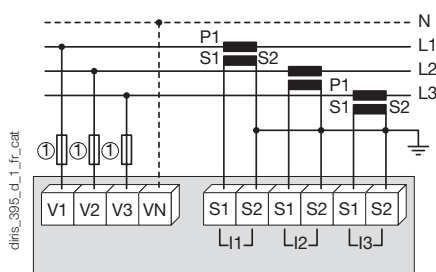 N
P1
L1
S1 S2
L2
P1
L3
S1 S2
① ① ①
diris_395_d_1_fr_cat
V1 V2 V3 VN S1 S2 S1 S2 S1 S2
I1 I2 I3